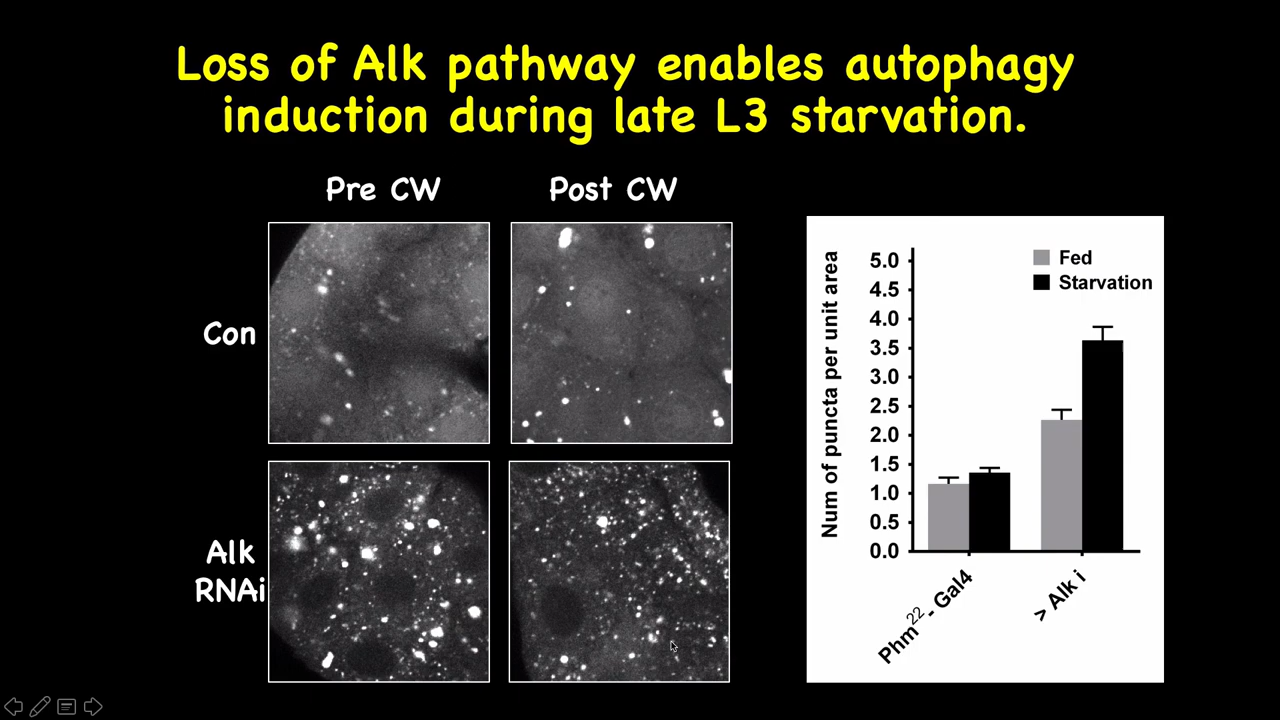 Loss of Alk pathway enables autophagy
induction during late L3 starvation.
Pre CW
Post CW
Con
Alk
RNAi
Num of puncta per unit area
5.0
4.5
4.0
3.5
3.0
2.5
2.0
1.5
1.0
0.5
0.0
Fed
Starvation
Phm22- Gal4
> Alk i